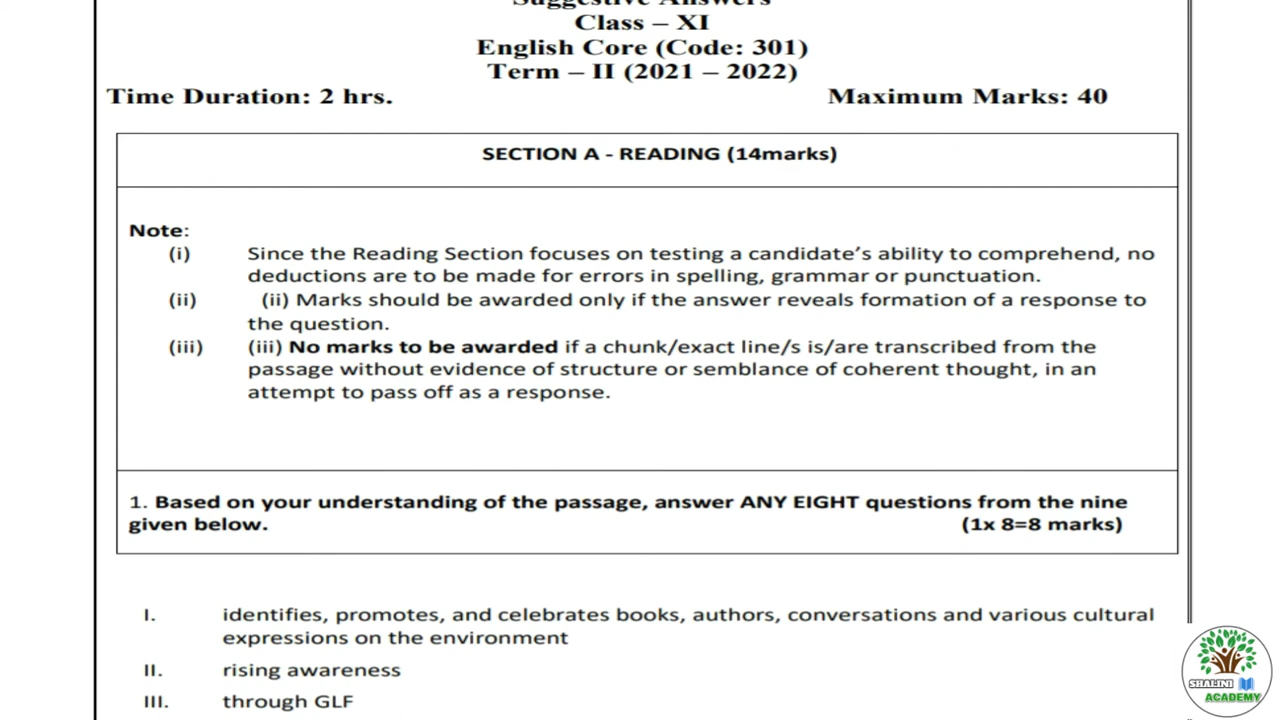 Suggestive Answers
Class – XI
English Core (Code: 301)
Term – II (2021 – 2022)
Time Duration: 2 hrs. Maximum Marks: 40
SECTION A - READING (14marks)
Note:
(i) Since the Reading Section focuses on testing a candidate’s ability to comprehend, no
deductions are to be made for errors in spelling, grammar or punctuation.
(ii) (ii) Marks should be awarded only if the answer reveals formation of a response to
the question.
(iii) (iii) No marks to be awarded if a chunk/exact line/s is/are transcribed from the
passage without evidence of structure or semblance of coherent thought, in an
attempt to pass off as a response.
1. Based on your understanding of the passage, answer ANY EIGHT questions from the nine
given below. (1x 8=8 marks)
I. identifies, promotes, and celebrates books, authors, conversations and various cultural
expressions on the environment
II. rising awareness
III. through GLF
SHALINI
ACADEMY